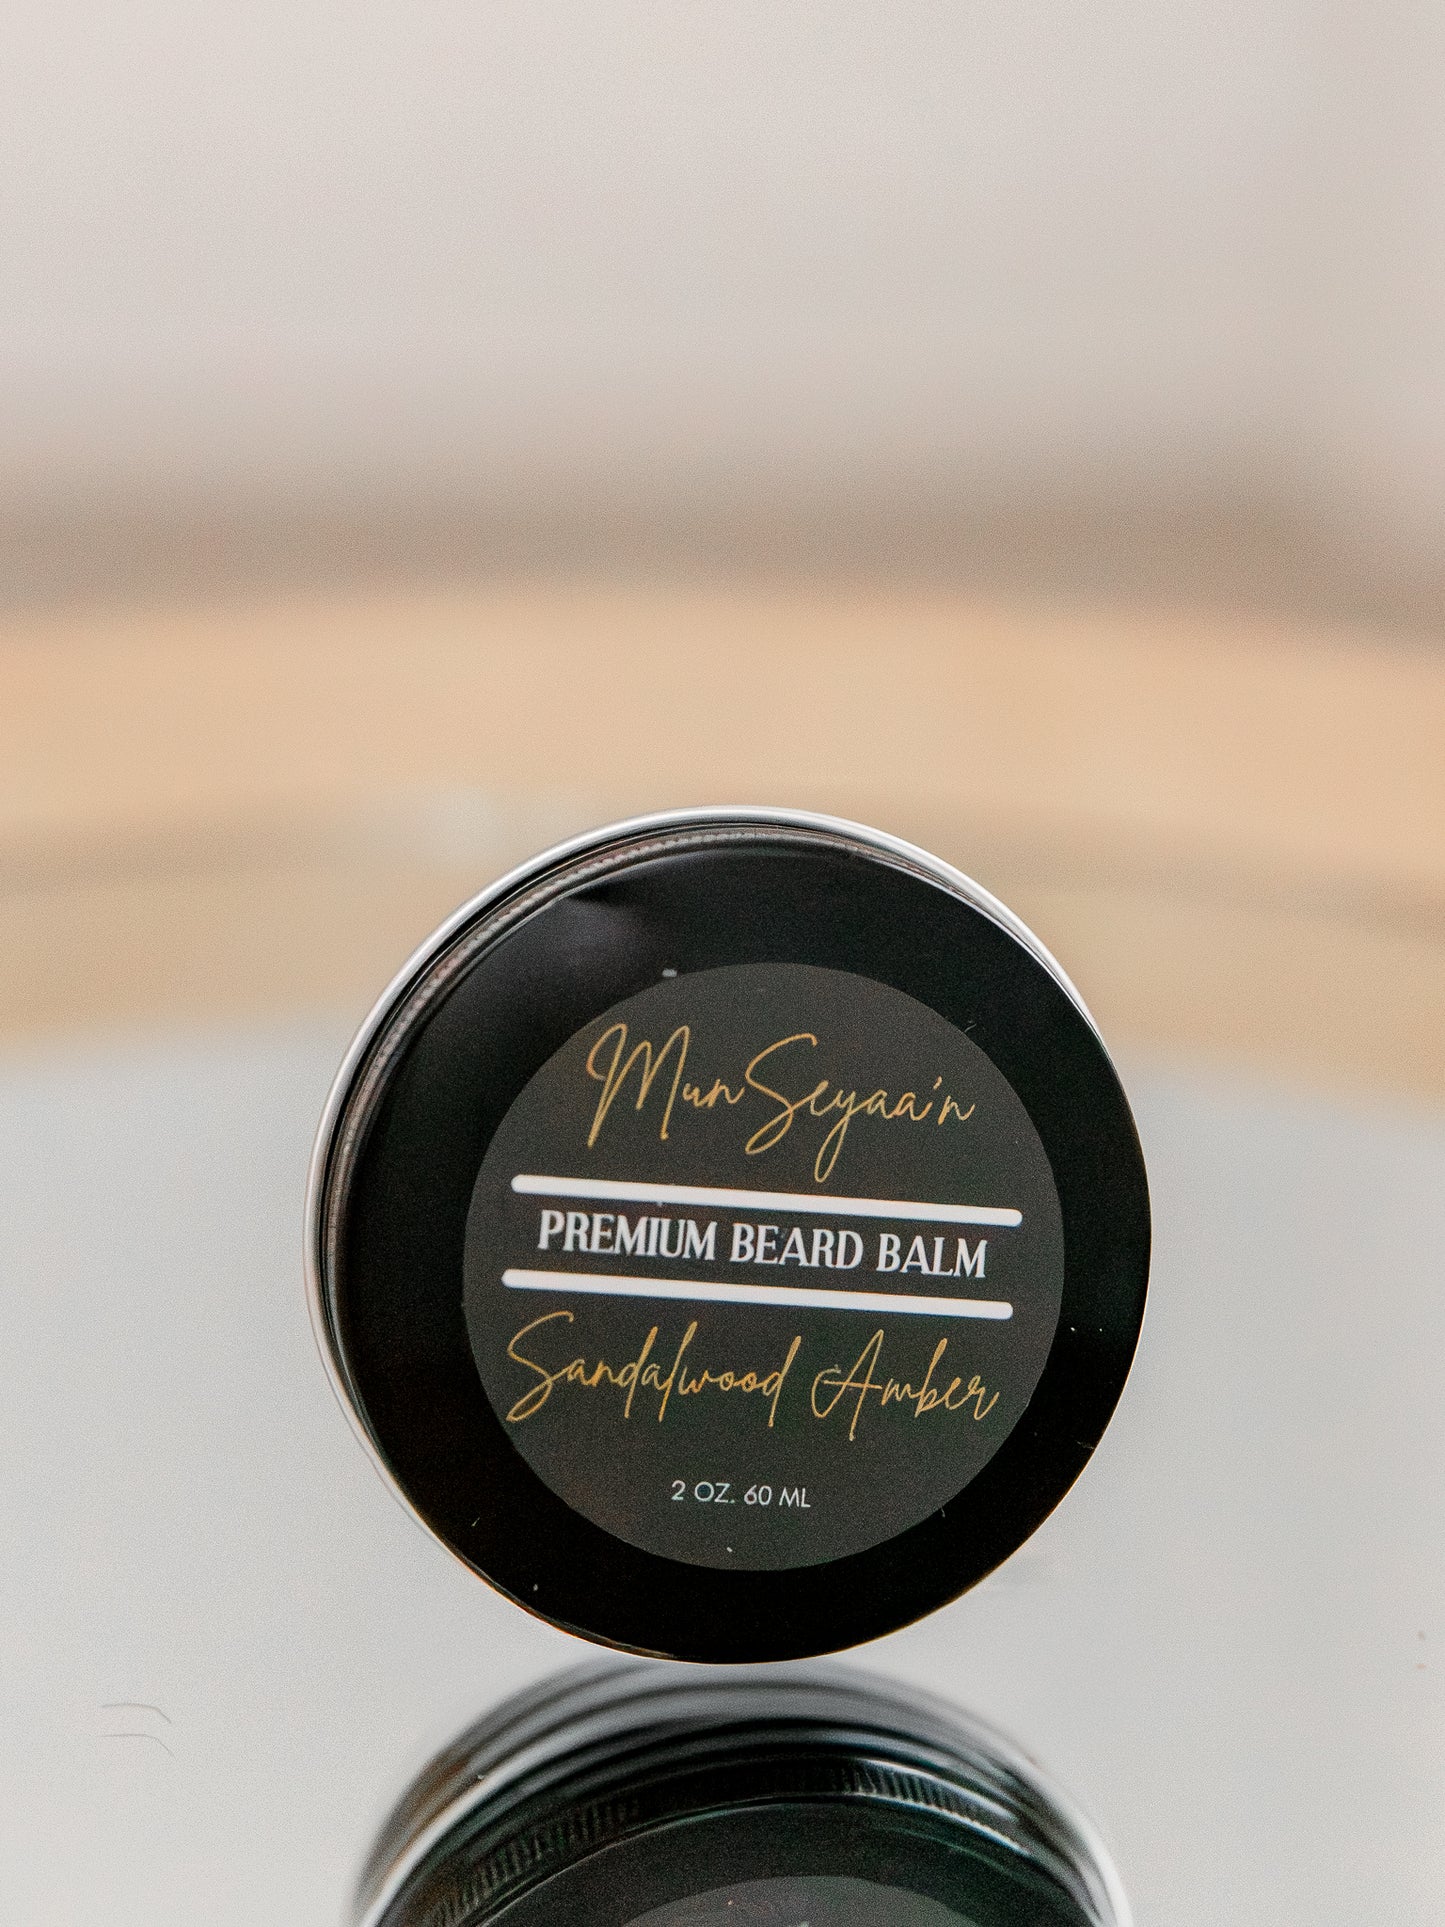 MunSeyaa'n
PREMIUM BEARD BALM
Sandalwood Amber
2 OZ. 60 ML